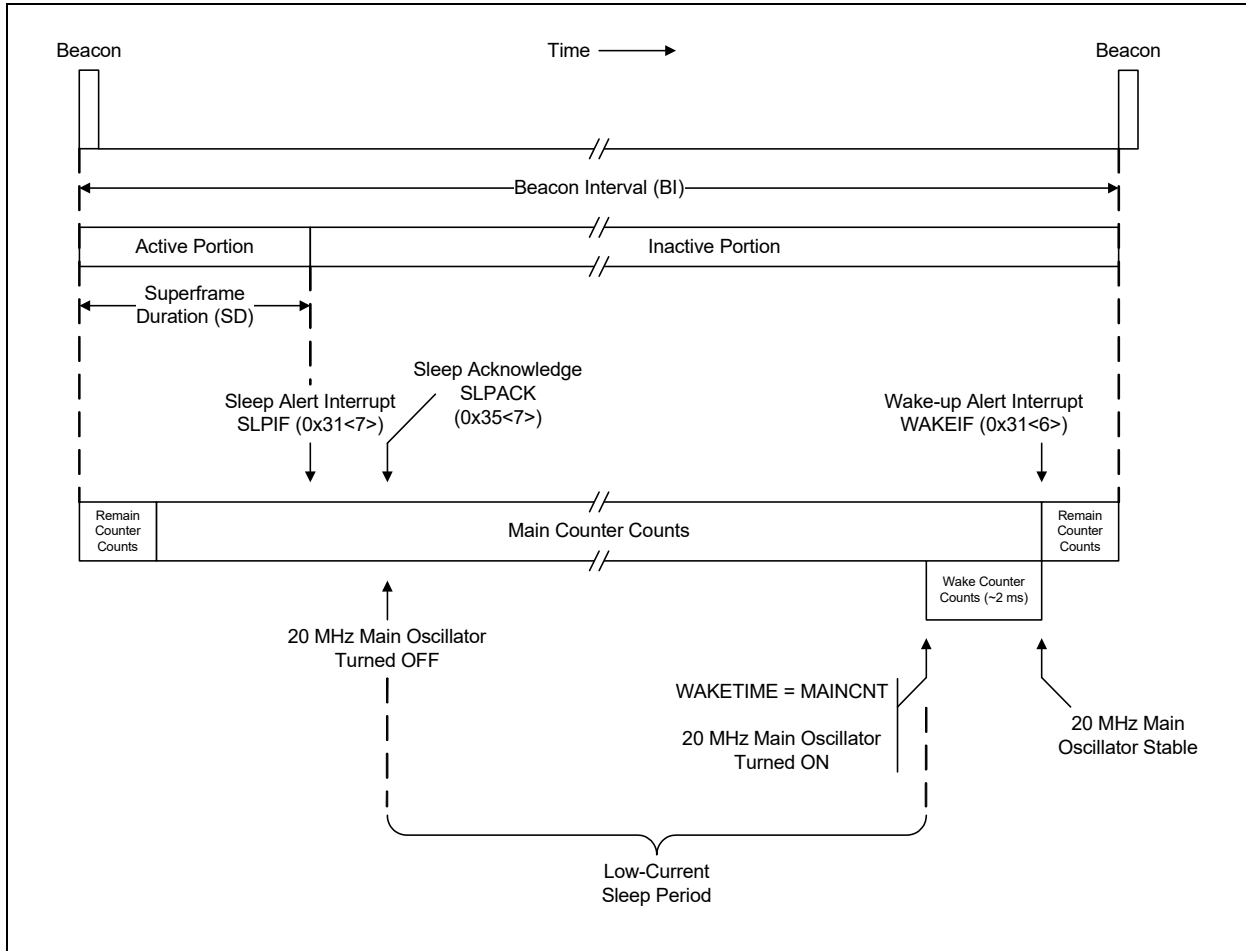 Beacon
Time
Beacon
Beacon Interval (BI)
Active Portion
Inactive Portion
Superframe
Duration (SD)
Sleep Alert Interrupt
SLPIF (0x31<7>)
Sleep Acknowledge
SLPACK
(0x35<7>)
Wake-up Alert Interrupt
WAKEIF (0x31<6>)
Remain
Counter
Counts
Main Counter Counts
Remain
Counter
Counts
Wake Counter
Counts (~2 ms)
20 MHz Main Oscillator
Turned OFF
WAKETIME = MAINCNT
20 MHz Main Oscillator
Turned ON
20 MHz Main
Oscillator Stable
Low-Current
Sleep Period